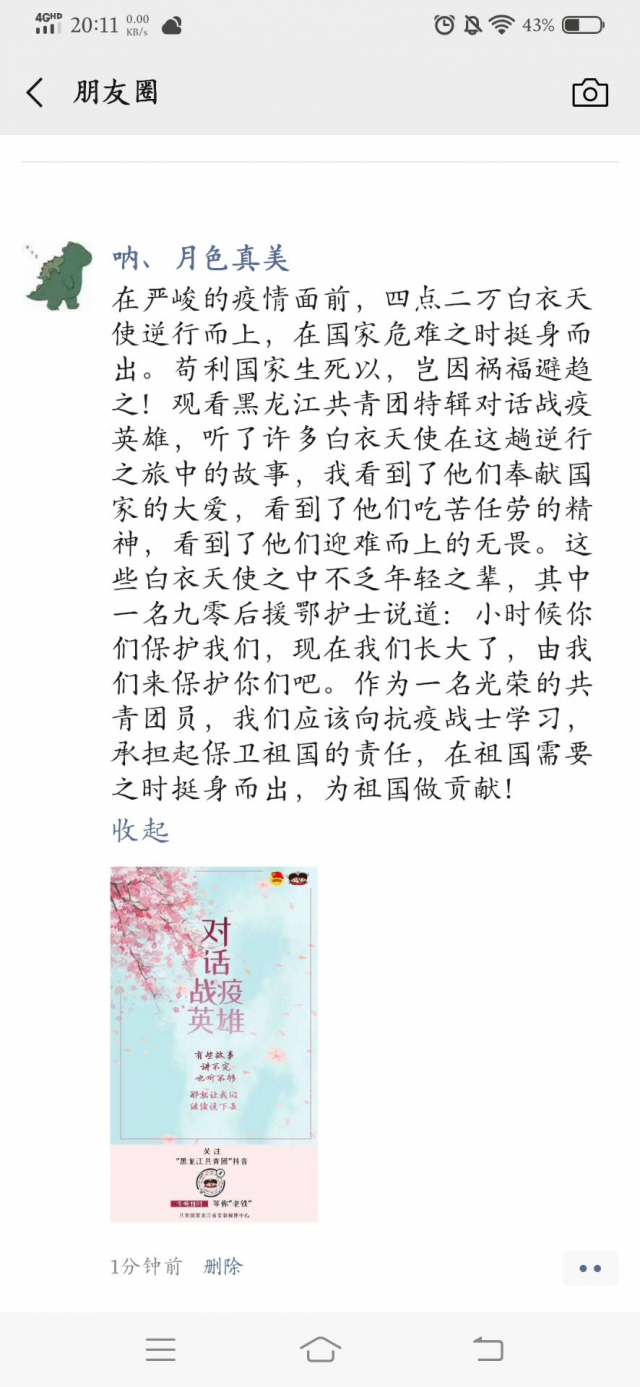 4GHD 20:11 0.00 KB/s 43%
朋友圈
呐、月色真美
在严峻的疫情面前，四点二万白衣天
使逆行而上，在国家危难之时挺身而
出。苟利国家生死以，岂因祸福避趋
之！观看黑龙江共青团特辑对话战疫
英雄，听了许多白衣天使在这趟逆行
之旅中的故事，我看到了他们奉献国
家的大爱，看到了他们吃苦任劳的精
神，看到了他们迎难而上的无畏。这
些白衣天使之中不乏年轻之辈，其中
一名九零后援鄂护士说道：小时候你
们保护我们，现在我们长大了，由我
们来保护你们吧。作为一名光荣的共
青团员，我们应该向抗疫战士学习，
承担起保卫祖国的责任，在祖国需要
之时挺身而出，为祖国做贡献！
收起
对
话
战疫
英雄
有些故事
讲不完
也听不够
那就让我们
继续说下去
关注
"黑龙江共青团"抖音
等你"老铁"
1分钟前 删除